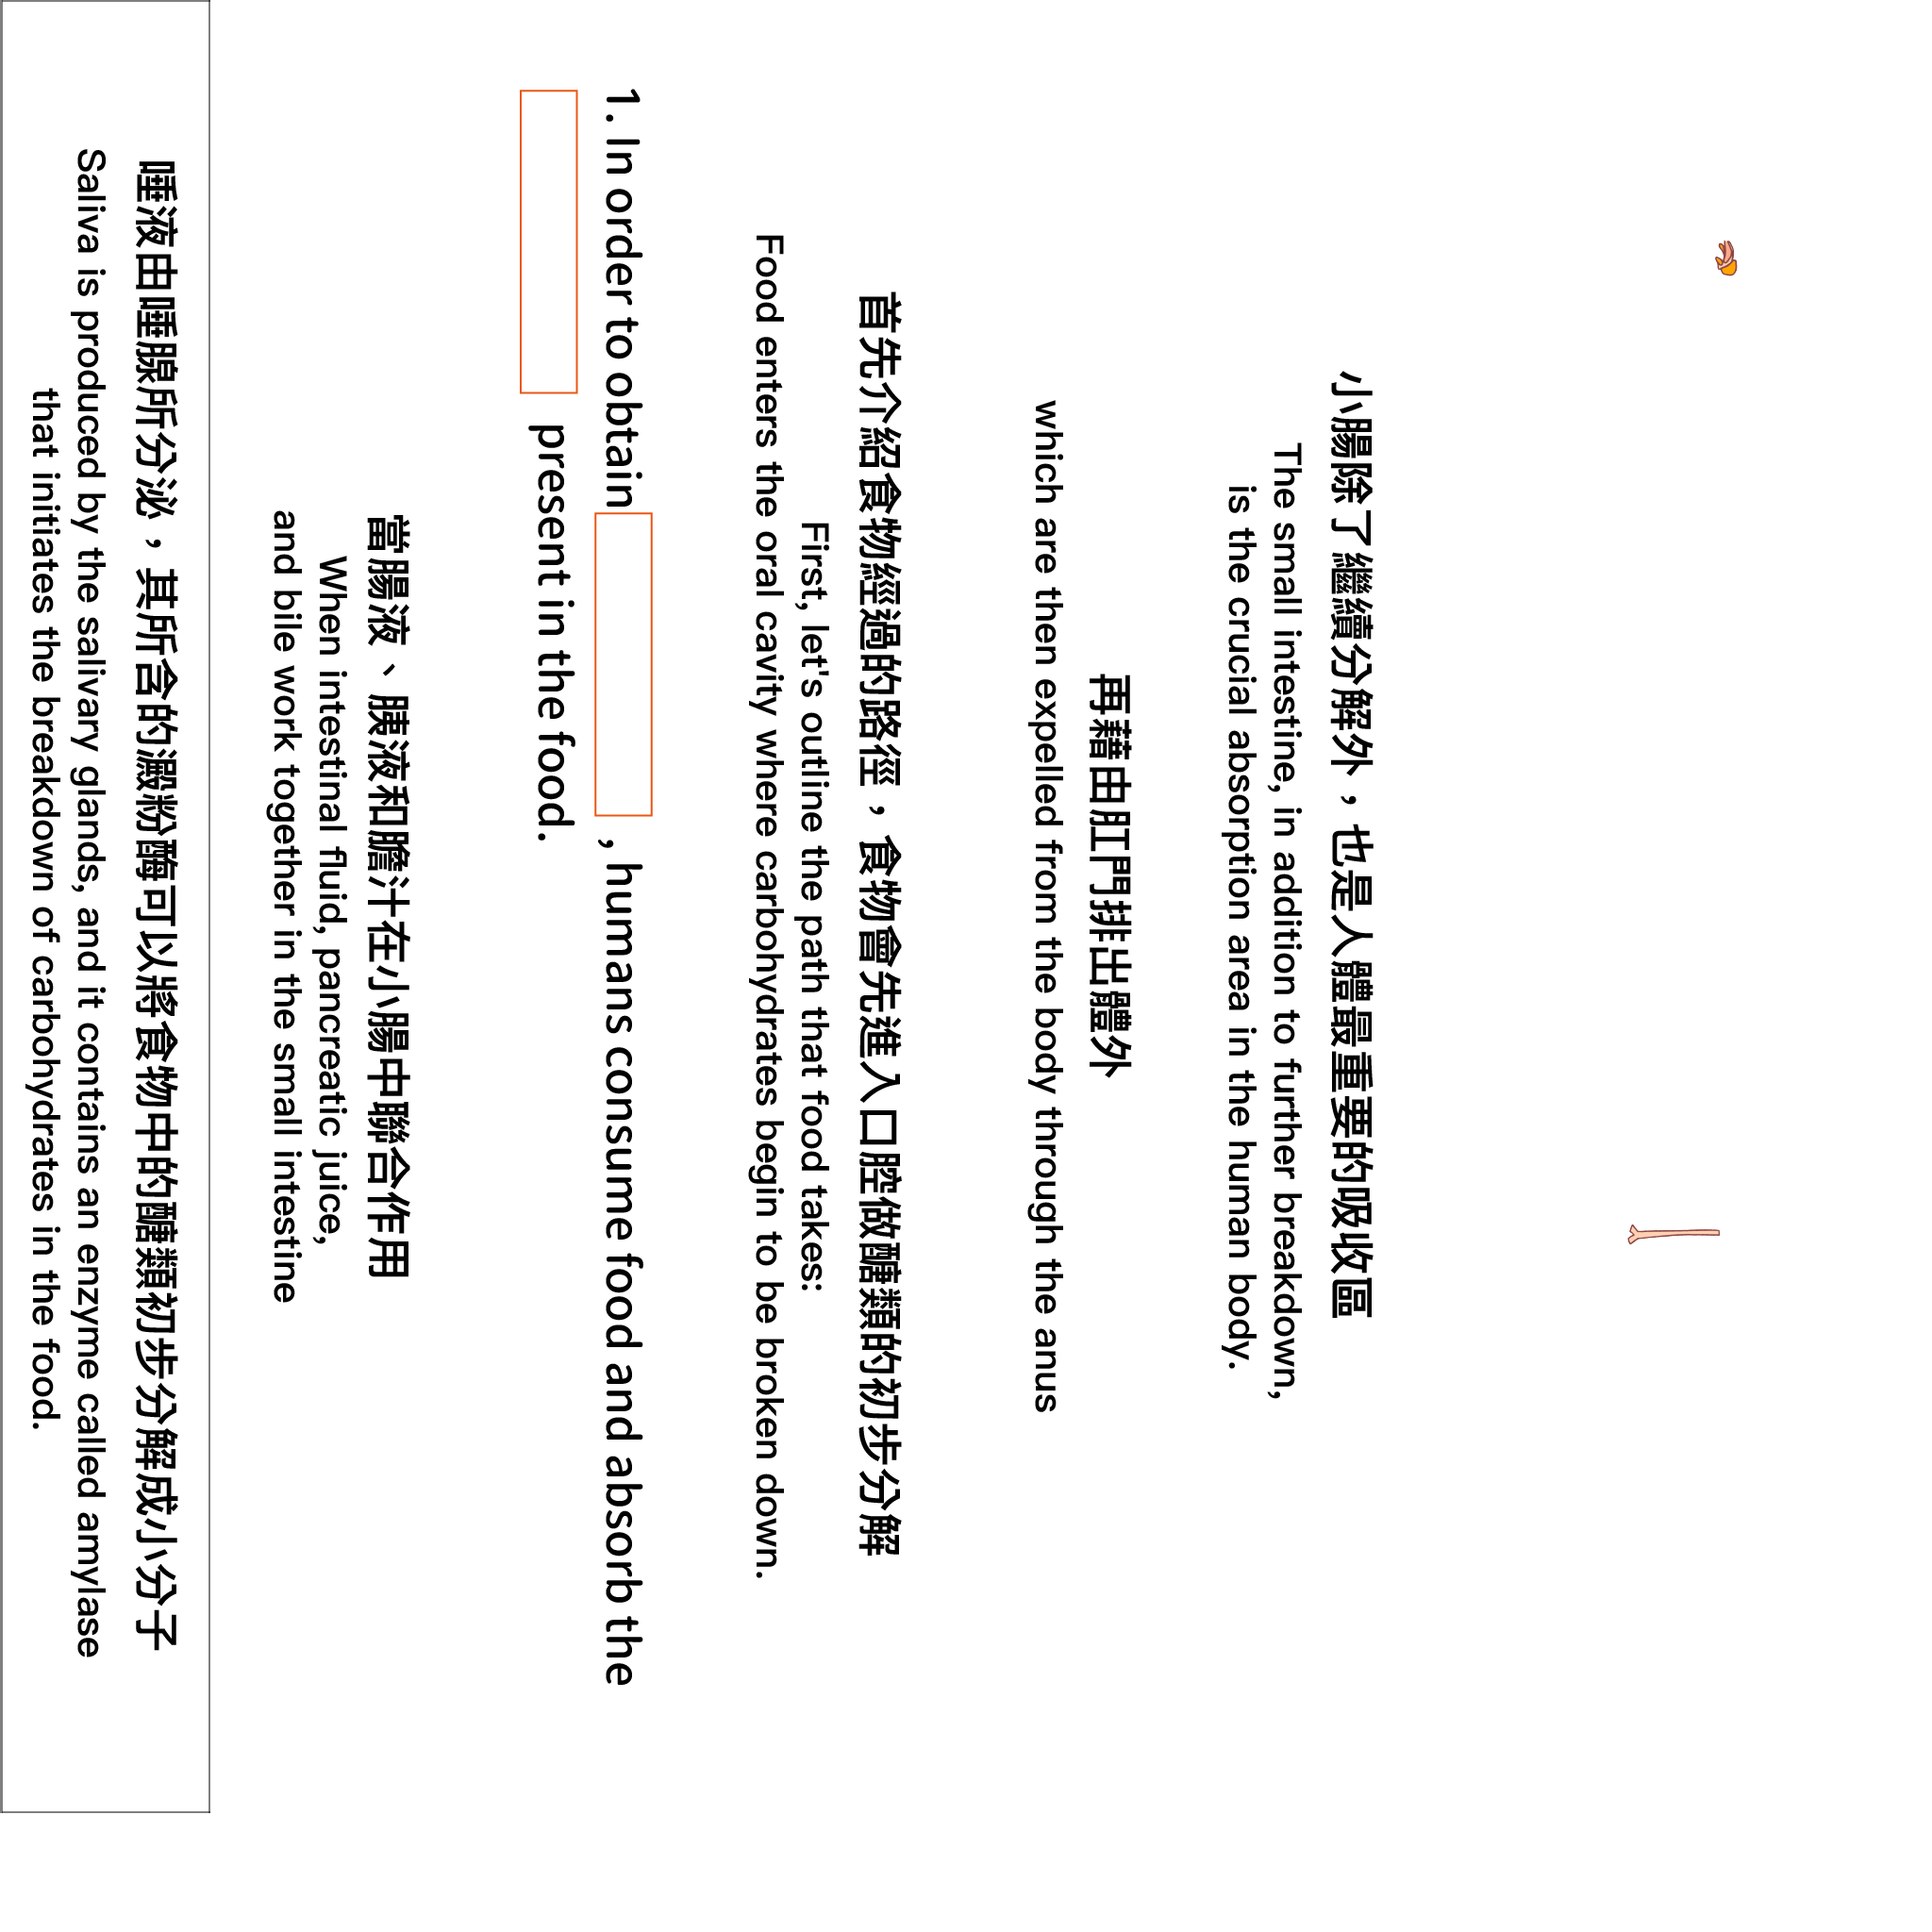 小腸除了繼續分解外，也是人體最重要的吸收區
The small intestine, in addition to further breakdown,
is the crucial absorption area in the human body.
再藉由肛門排出體外
which are then expelled from the body through the anus
首先介紹食物經過的路徑，食物會先進入口腔做醣類的初步分解
First, let's outline the path that food takes:
Food enters the oral cavity where carbohydrates begin to be broken down.
1. In order to obtain , humans consume food and absorb the
present in the food.
當腸液、胰液和膽汁在小腸中聯合作用
When intestinal fluid, pancreatic juice,
and bile work together in the small intestine
唾液由唾腺所分泌，其所含的澱粉酶可以將食物中的醣類初步分解成小分子
Saliva is produced by the salivary glands, and it contains an enzyme called amylase
that initiates the breakdown of carbohydrates in the food.